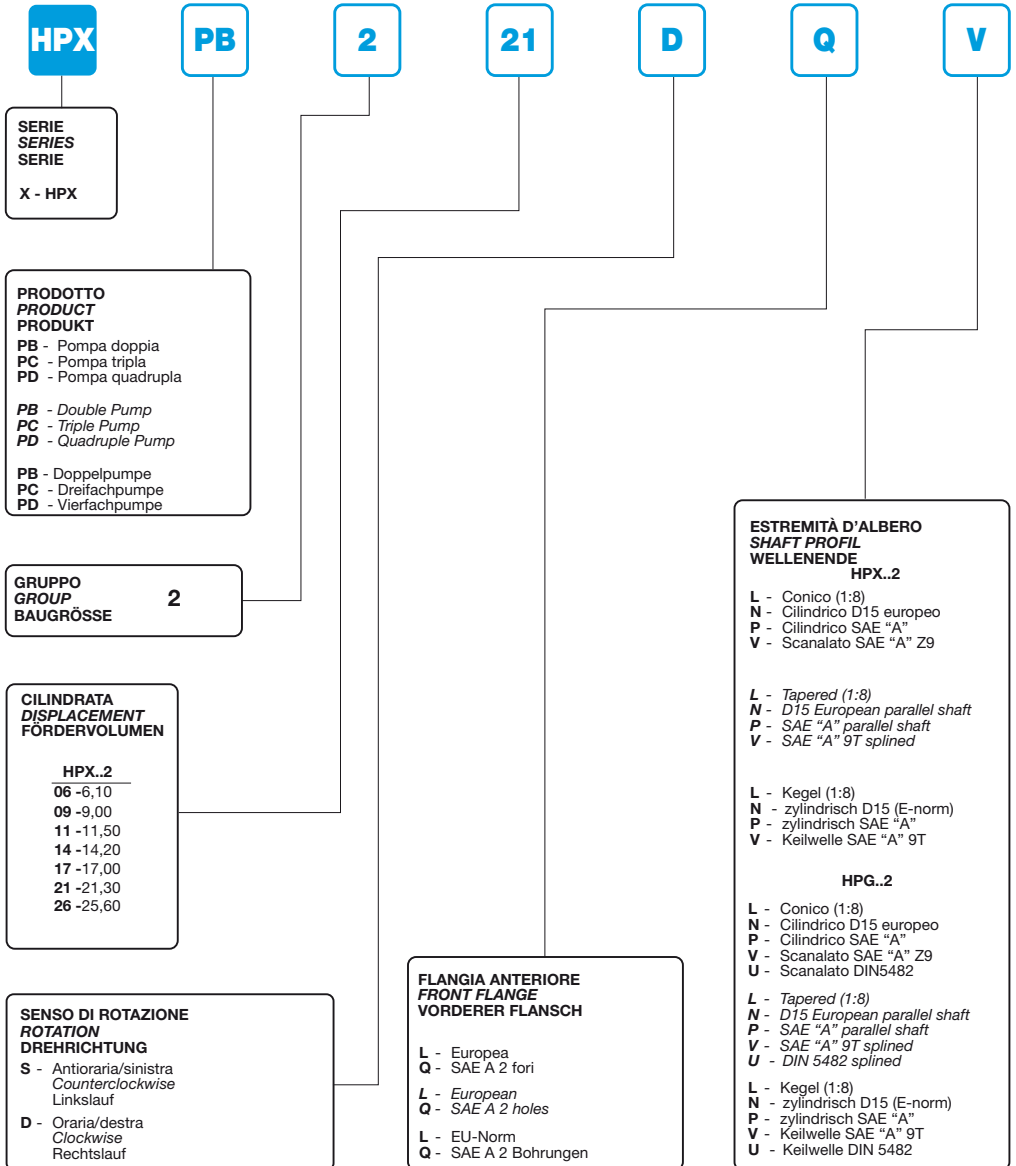 HPX PB 2 21 D Q V
SERIE
SERIES
SERIE
X - HPX
PRODOTTO
PRODUCT
PRODUKT
PB - Pompa doppia
PC - Pompa tripla
PD - Pompa quadrupla
PB - Double Pump
PC - Triple Pump
PD - Quadruple Pump
PB - Doppelpumpe
PC - Dreifachpumpe
PD - Vierfachpumpe
GRUPPO
GROUP 2
BAUGRÖSSE
CILINDRATA
DISPLACEMENT
FÖRDERVOLUMEN
HPX..2
06 -6,10
09 -9,00
11 -11,50
14 -14,20
17 -17,00
21 -21,30
26 -25,60
SENSO DI ROTAZIONE
ROTATION
DREHRICHTUNG
S - Antioraria/sinistra
Counterclockwise
Linkslauf
D - Oraria/destra
Clockwise
Rechtslauf
FLANGIA ANTERIORE
FRONT FLANGE
VORDERER FLANSCH
L - Europea
Q - SAE A 2 fori
L - European
Q - SAE A 2 holes
L - EU-Norm
Q - SAE A 2 Bohrungen
ESTREMITÀ D'ALBERO
SHAFT PROFIL
WELLENENDE
HPX..2
L - Conico (1:8)
N - Cilindrico D15 europeo
P - Cilindrico SAE “A”
V - Scanalato SAE “A” Z9
L - Tapered (1:8)
N - D15 European parallel shaft
P - SAE “A” parallel shaft
V - SAE “A” 9T splined
L - Kegel (1:8)
N - zylindrisch D15 (E-norm)
P - zylindrisch SAE “A”
V - Keilwelle SAE “A” 9T
HPG..2
L - Conico (1:8)
N - Cilindrico D15 europeo
P - Cilindrico SAE “A”
V - Scanalato SAE “A” Z9
U - Scanalato DIN5482
L - Tapered (1:8)
N - D15 European parallel shaft
P - SAE “A” parallel shaft
V - SAE “A” 9T splined
U - DIN 5482 splined
L - Kegel (1:8)
N - zylindrisch D15 (E-norm)
P - zylindrisch SAE “A”
V - Keilwelle SAE “A” 9T
U - Keilwelle DIN 5482